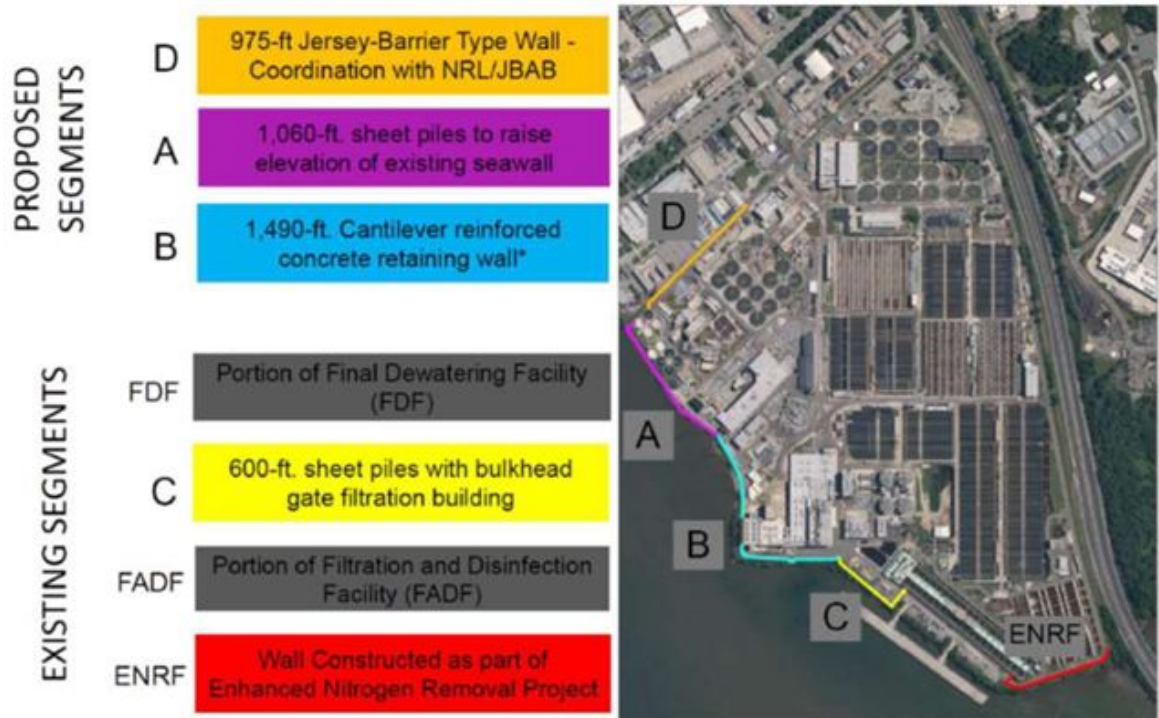 PROPOSED
SEGMENTS
D
975-ft Jersey-Barrier Type Wall -
Coordination with NRL/JBAB
A
1,060-ft. sheet piles to raise
elevation of existing seawall
B
1,490-ft. Cantilever reinforced
concrete retaining wall*
EXISTING SEGMENTS
FDF
Portion of Final Dewatering Facility
(FDF)
C
600-ft. sheet piles with bulkhead
gate filtration building
FADF
Portion of Filtration and Disinfection
Facility (FADF)
ENRF
Wall Constructed as part of
Enhanced Nitrogen Removal Project
D
A
B
C
ENRF